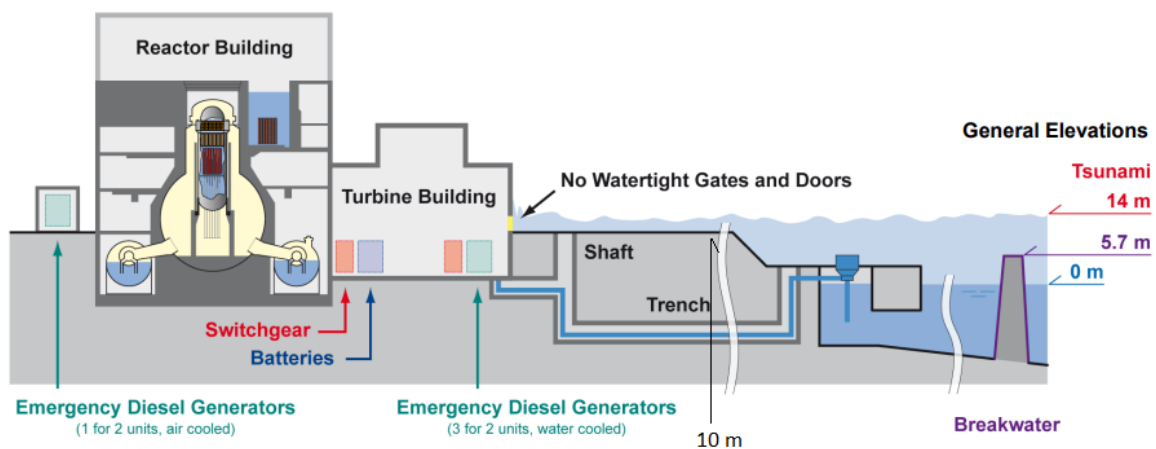 Reactor Building
General Elevations
Tsunami
No Watertight Gates and Doors
14 m
Turbine Building
5.7 m
Shaft
0 m
Trench
Switchgear
Batteries
Emergency Diesel Generators
(1 for 2 units, air cooled)
Emergency Diesel Generators
(3 for 2 units, water cooled)
10 m
Breakwater